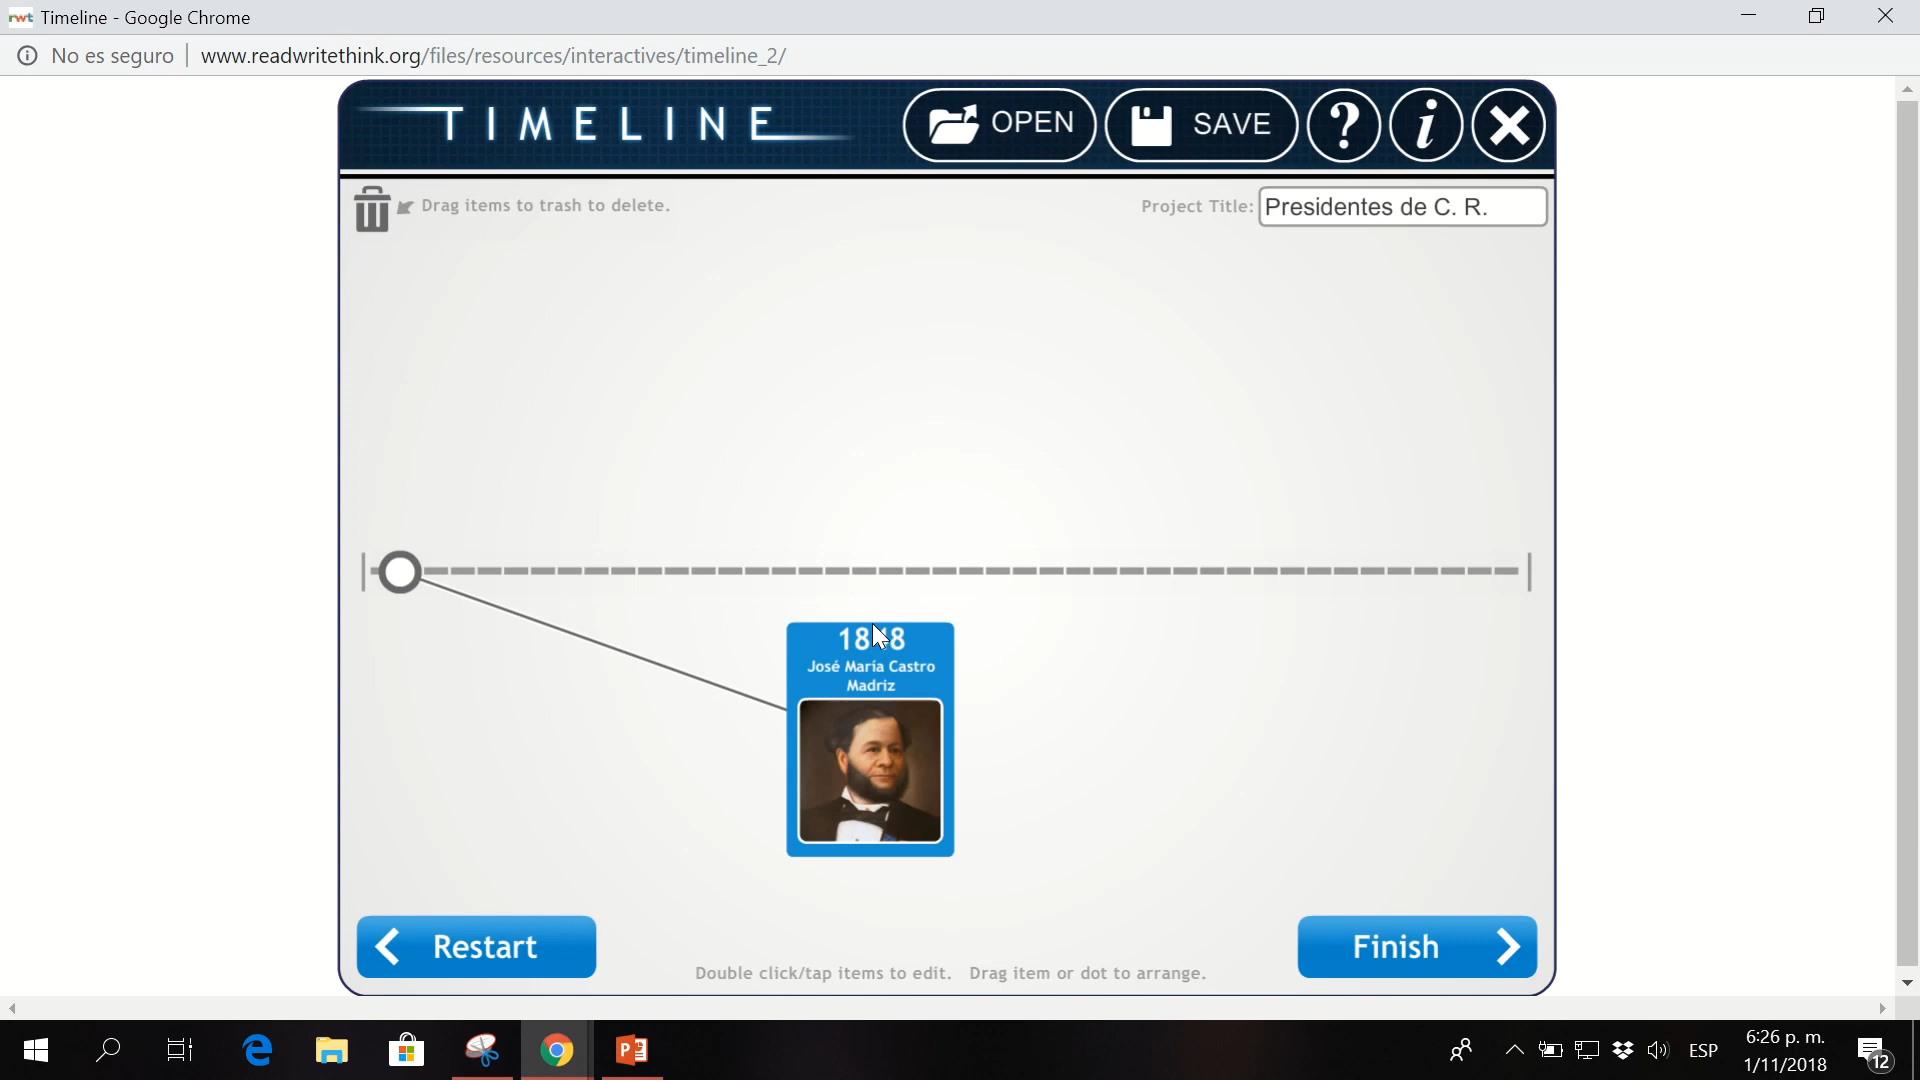 rwt Timeline - Google Chrome
No es seguro www.readwritethink.org/files/resources/interactives/timeline_2/
TIMELINE
OPEN
SAVE
?
i
Drag items to trash to delete.
Project Title: Presidentes de C. R.
José María Castro
Madriz
Restart
Finish
Double click/tap items to edit. Drag item or dot to arrange.
ESP
6:26 p. m.
1/11/2018
12